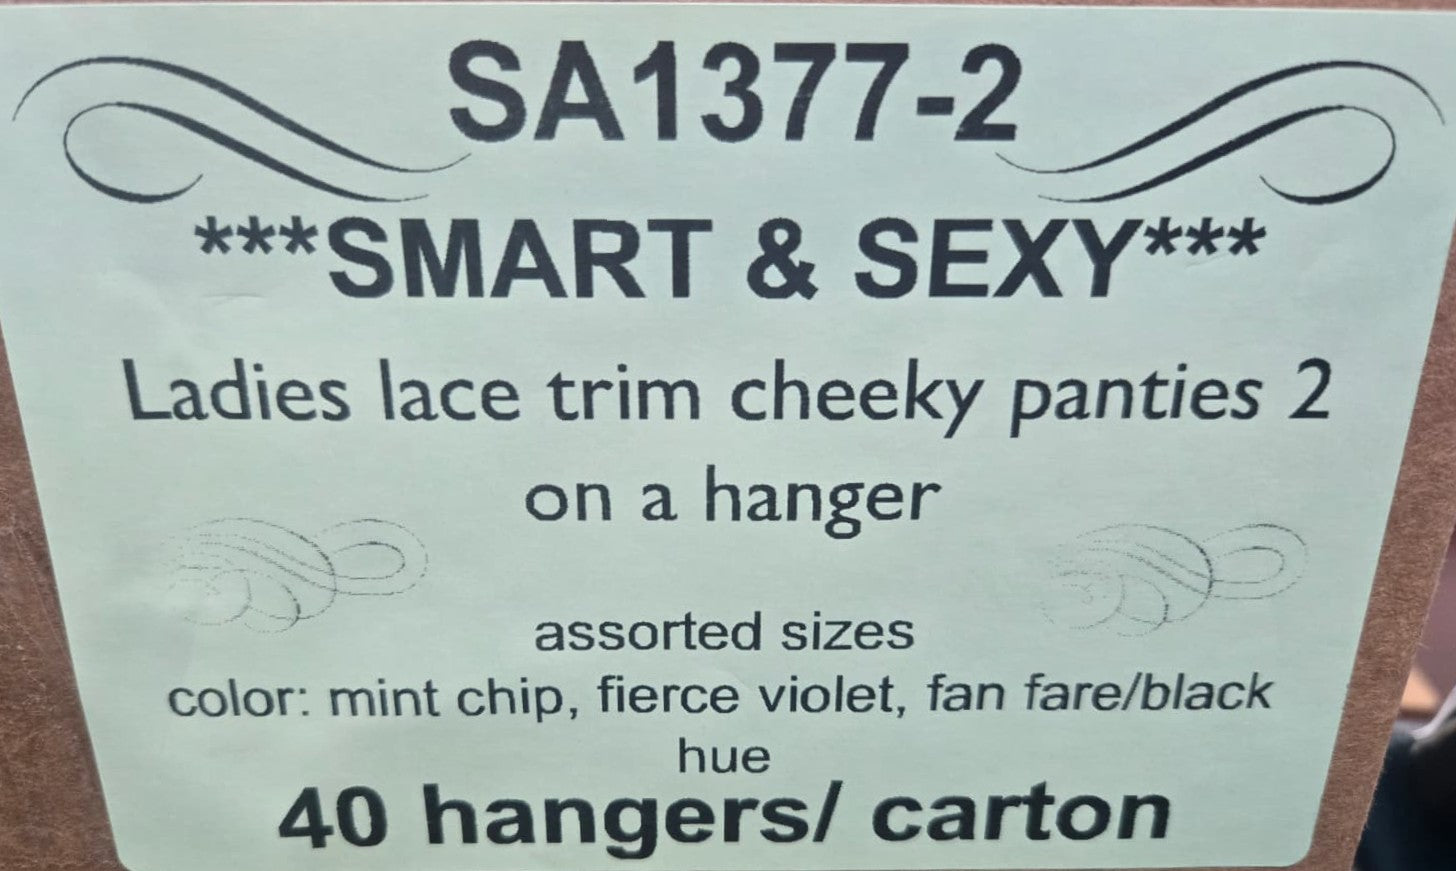 SA1377-2
***SMART & SEXY***
Ladies lace trim cheeky panties 2
on a hanger
assorted sizes
color: mint chip, fierce violet, fan fare/black
hue
40 hangers/ carton